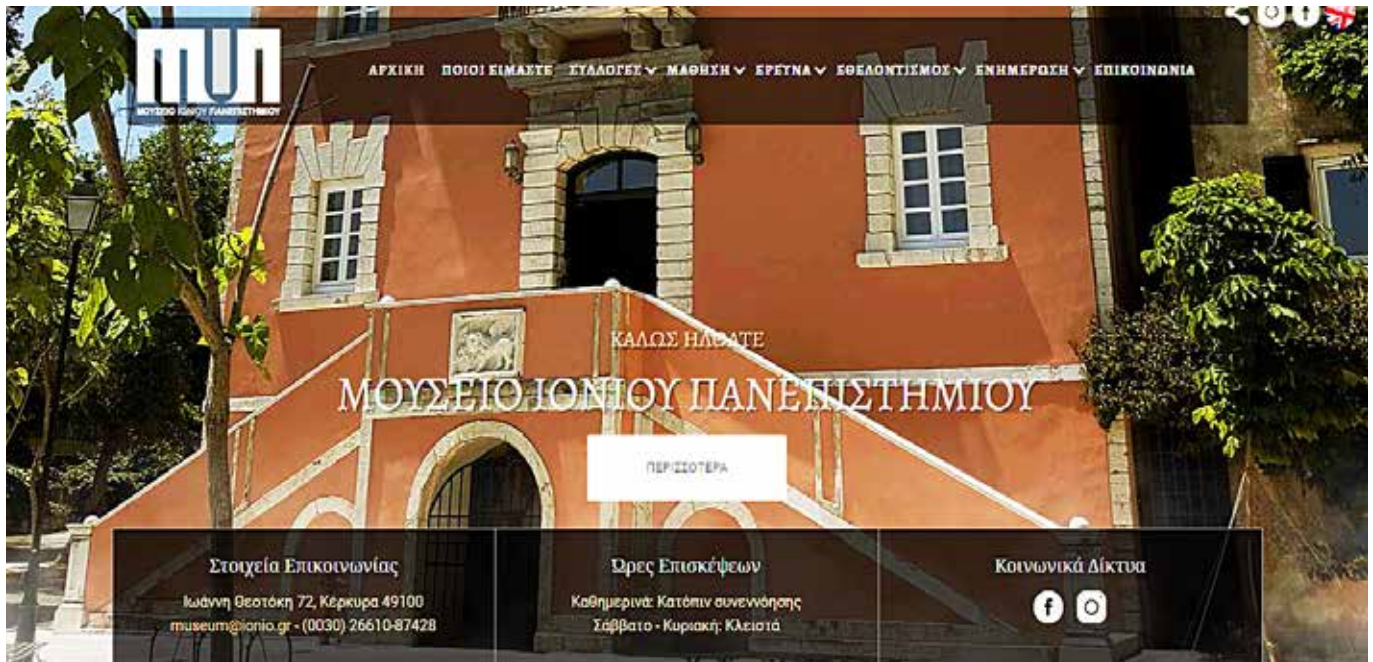 ΜΟΥΣΕΙΟ ΙΟΝΙΟΥ ΠΑΝΕΠΙΣΤΗΜΙΟΥ
ΑΡΧΙΚΗ ΠΟΙΟΙ ΕΙΜΑΣΤΕ ΣΥΛΛΟΓΕΣ ΜΑΘΗΣΗ ΕΡΕΥΝΑ ΕΘΕΛΟΝΤΙΣΜΟΣ ΕΝΗΜΕΡΩΣΗ ΕΠΙΚΟΙΝΩΝΙΑ
ΚΑΛΩΣ ΗΛΘΑΤΕ
ΜΟΥΣΕΙΟ ΙΟΝΙΟΥ ΠΑΝΕΠΙΣΤΗΜΙΟΥ
ΠΕΡΙΣΣΟΤΕΡΑ
Στοιχεία Επικοινωνίας
Ιωάννη Θεοτόκη 72, Κέρκυρα 49100
museum@ionio.gr - (0030) 26610-87428
Ώρες Επισκέψεων
Καθημερινά: Κατόπιν συνεννόησης
Σάββατο - Κυριακή: Κλειστά
Κοινωνικά Δίκτυα